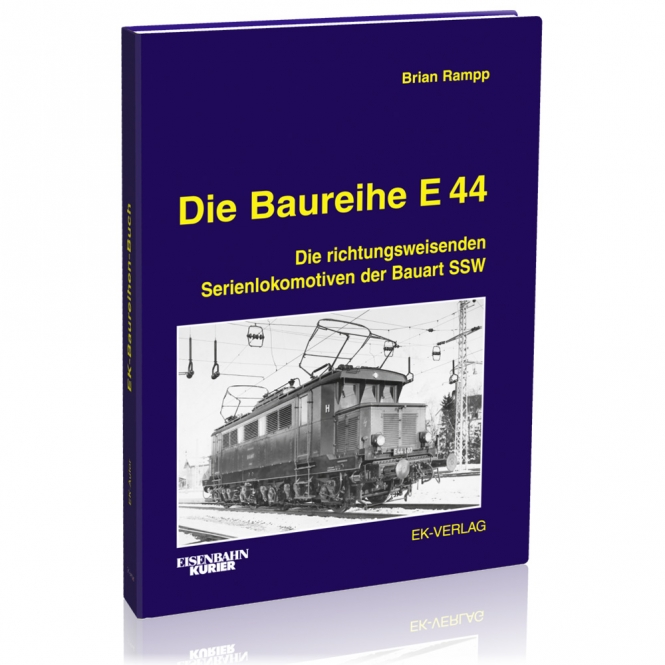 Brian Rampp
Die Baureihe E 44
Die richtungsweisenden
Serienlokomotiven der Bauart SSW
H
EISENBAHN
KURIER
EK-VERLAG
EK-Baureihen-Buch